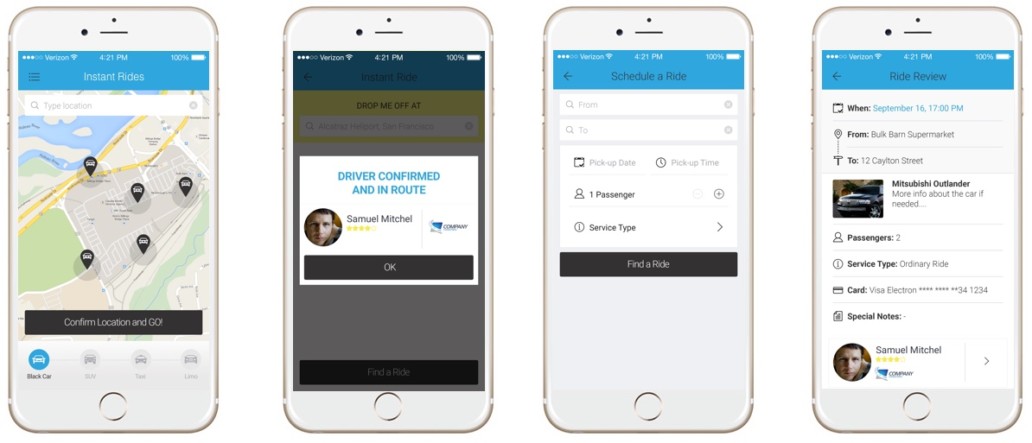 Verizon 4:21 PM 100%
Instant Rides
Type location
Confirm Location and GO!
Black Car SUV Taxi Limo
Verizon 4:21 PM 100%
Instant Ride
DROP ME OFF AT
Alcatraz Heliport, San Francisco
DRIVER CONFIRMED
AND IN ROUTE
Samuel Mitchel
COMPANY
OK
Find a Ride
Verizon 4:21 PM 100%
Schedule a Ride
From
To
Pick-up Date Pick-up Time
1 Passenger
Service Type
Find a Ride
Verizon 4:21 PM 100%
Ride Review
When: September 16, 17:00 PM
From: Bulk Barn Supermarket
To: 12 Caylton Street
Mitsubishi Outlander
More info about the car if
needed....
Passengers: 2
Service Type: Ordinary Ride
Card: Visa Electron **** **** **34 1234
Special Notes: -
Samuel Mitchel
COMPANY